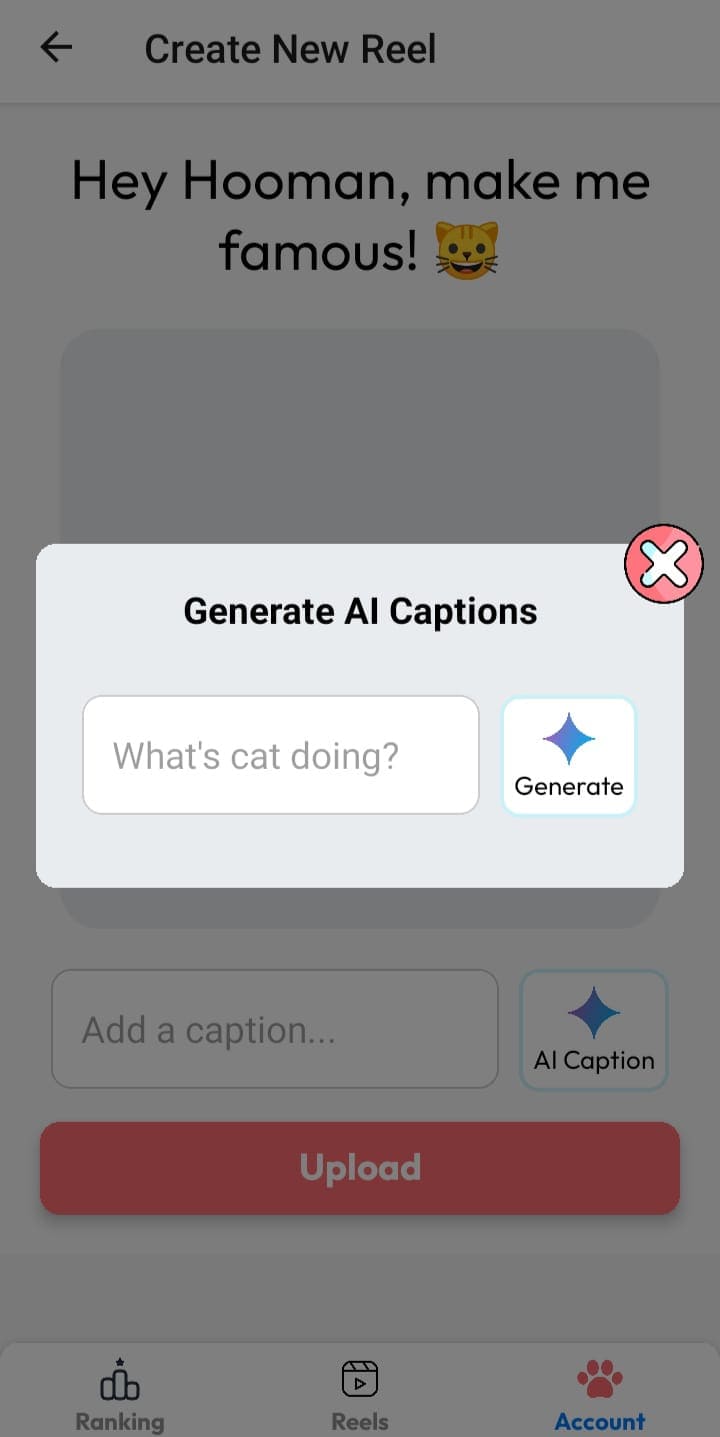 Create New Reel
Hey Hooman, make me
famous! 😺
Generate AI Captions
What's cat doing?
Generate
Add a caption...
AI Caption
Upload
Ranking
Reels
Account